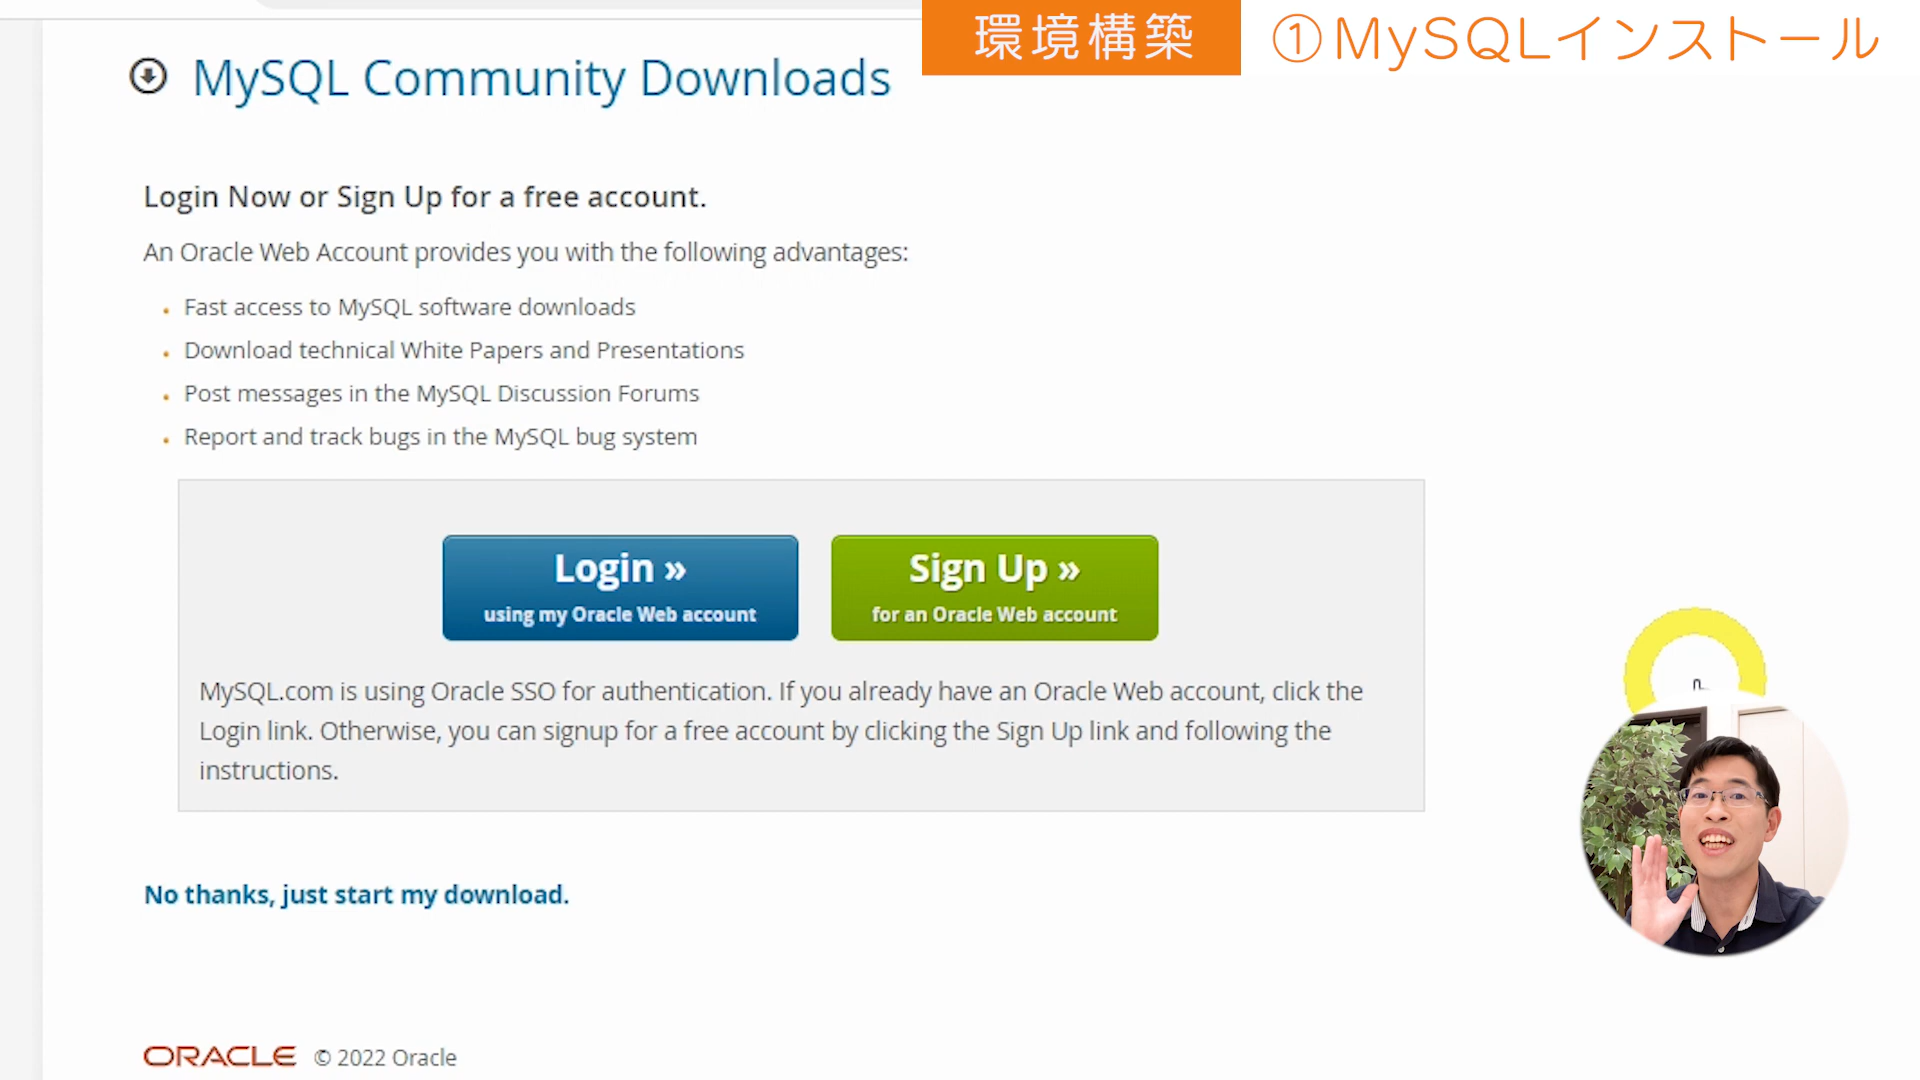 環境構築
①MySQLインストール
MySQL Community Downloads
Login Now or Sign Up for a free account.
An Oracle Web Account provides you with the following advantages:
Fast access to MySQL software downloads
Download technical White Papers and Presentations
Post messages in the MySQL Discussion Forums
Report and track bugs in the MySQL bug system
Login »
using my Oracle Web account
Sign Up »
for an Oracle Web account
MySQL.com is using Oracle SSO for authentication. If you already have an Oracle Web account, click the
Login link. Otherwise, you can signup for a free account by clicking the Sign Up link and following the
instructions.
No thanks, just start my download.
ORACLE © 2022 Oracle